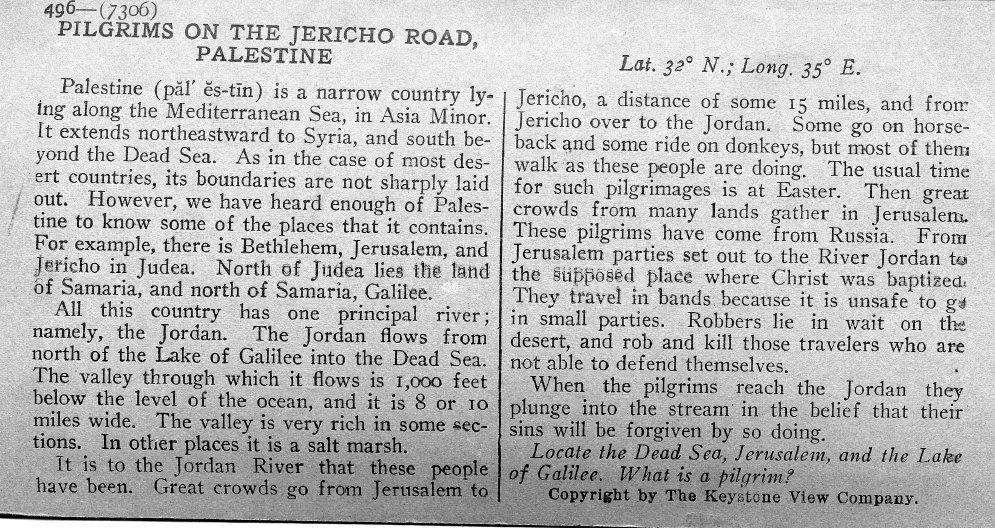 496—(7306)
PILGRIMS ON THE JERICHO ROAD,
PALESTINE
Palestine (păl′ ĕs-tīn) is a narrow country ly-
ing along the Mediterranean Sea, in Asia Minor.
It extends northeastward to Syria, and south be-
yond the Dead Sea. As in the case of most des-
ert countries, its boundaries are not sharply laid
out. However, we have heard enough of Pales-
tine to know some of the places that it contains.
For example, there is Bethlehem, Jerusalem, and
Jericho in Judea. North of Judea lies the land
of Samaria, and north of Samaria, Galilee.
All this country has one principal river;
namely, the Jordan. The Jordan flows from
north of the Lake of Galilee into the Dead Sea.
The valley through which it flows is 1,000 feet
below the level of the ocean, and it is 8 or 10
miles wide. The valley is very rich in some sec-
tions. In other places it is a salt marsh.
It is to the Jordan River that these people
have been. Great crowds go from Jerusalem to
Lat. 32° N.; Long. 35° E.
Jericho, a distance of some 15 miles, and from
Jericho over to the Jordan. Some go on horse-
back and some ride on donkeys, but most of them
walk as these people are doing. The usual time
for such pilgrimages is at Easter. Then great
crowds from many lands gather in Jerusalem.
These pilgrims have come from Russia. From
Jerusalem parties set out to the River Jordan to
the supposed place where Christ was baptized.
They travel in bands because it is unsafe to go
in small parties. Robbers lie in wait on the
desert, and rob and kill those travelers who are
not able to defend themselves.
When the pilgrims reach the Jordan they
plunge into the stream in the belief that their
sins will be forgiven by so doing.
Locate the Dead Sea, Jerusalem, and the Lake
of Galilee. What is a pilgrim?
Copyright by The Keystone View Company.